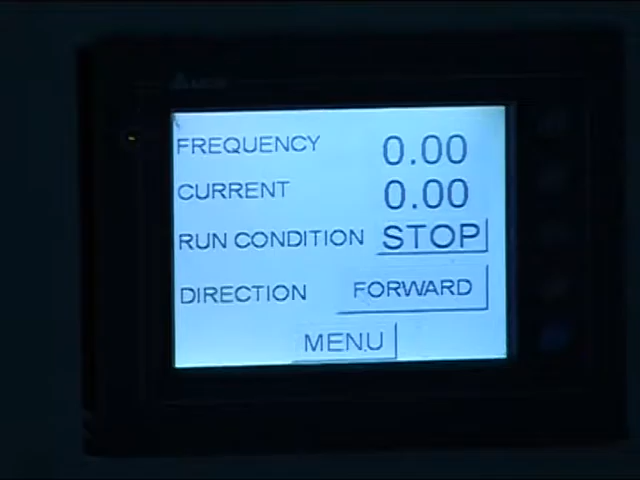 FREQUENCY 0.00
CURRENT 0.00
RUN CONDITION STOP
DIRECTION FORWARD
MENU